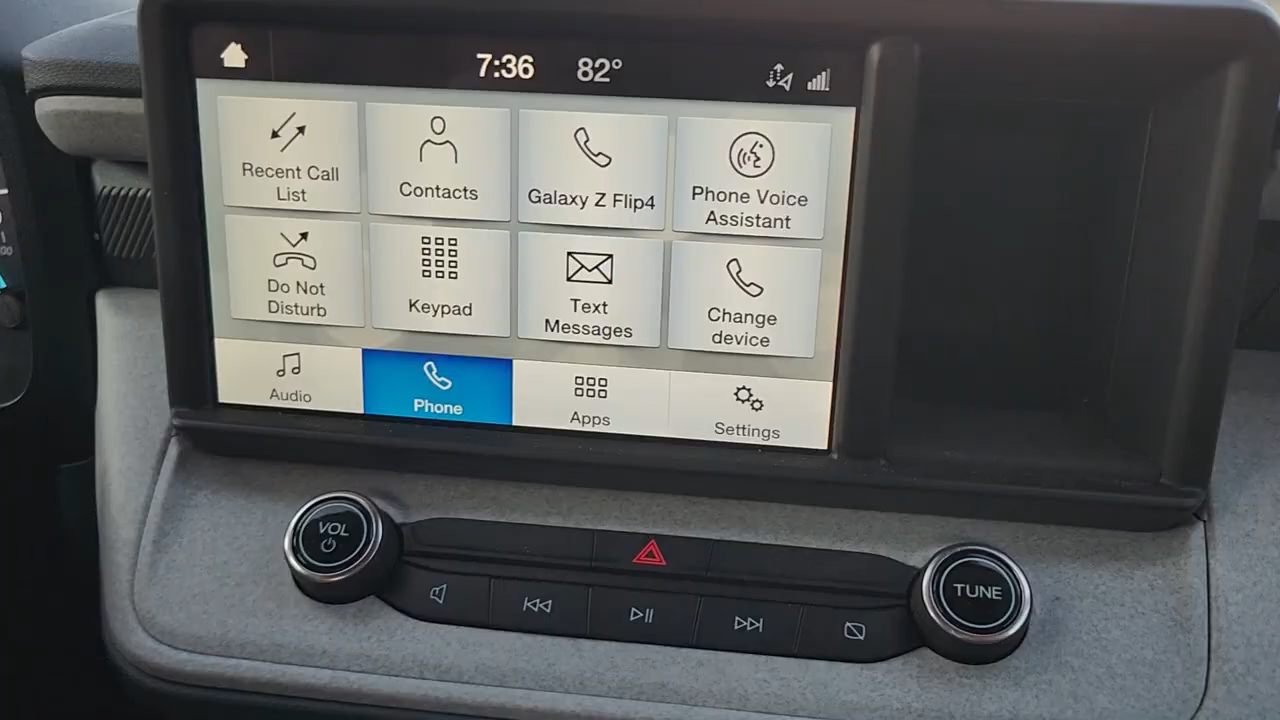 7:36 82°
Recent Call
List
Contacts
Galaxy Z Flip4
Phone Voice
Assistant
Do Not
Disturb
Keypad
Text
Messages
Change
device
Audio
Phone
Apps
Settings
VOL
TUNE